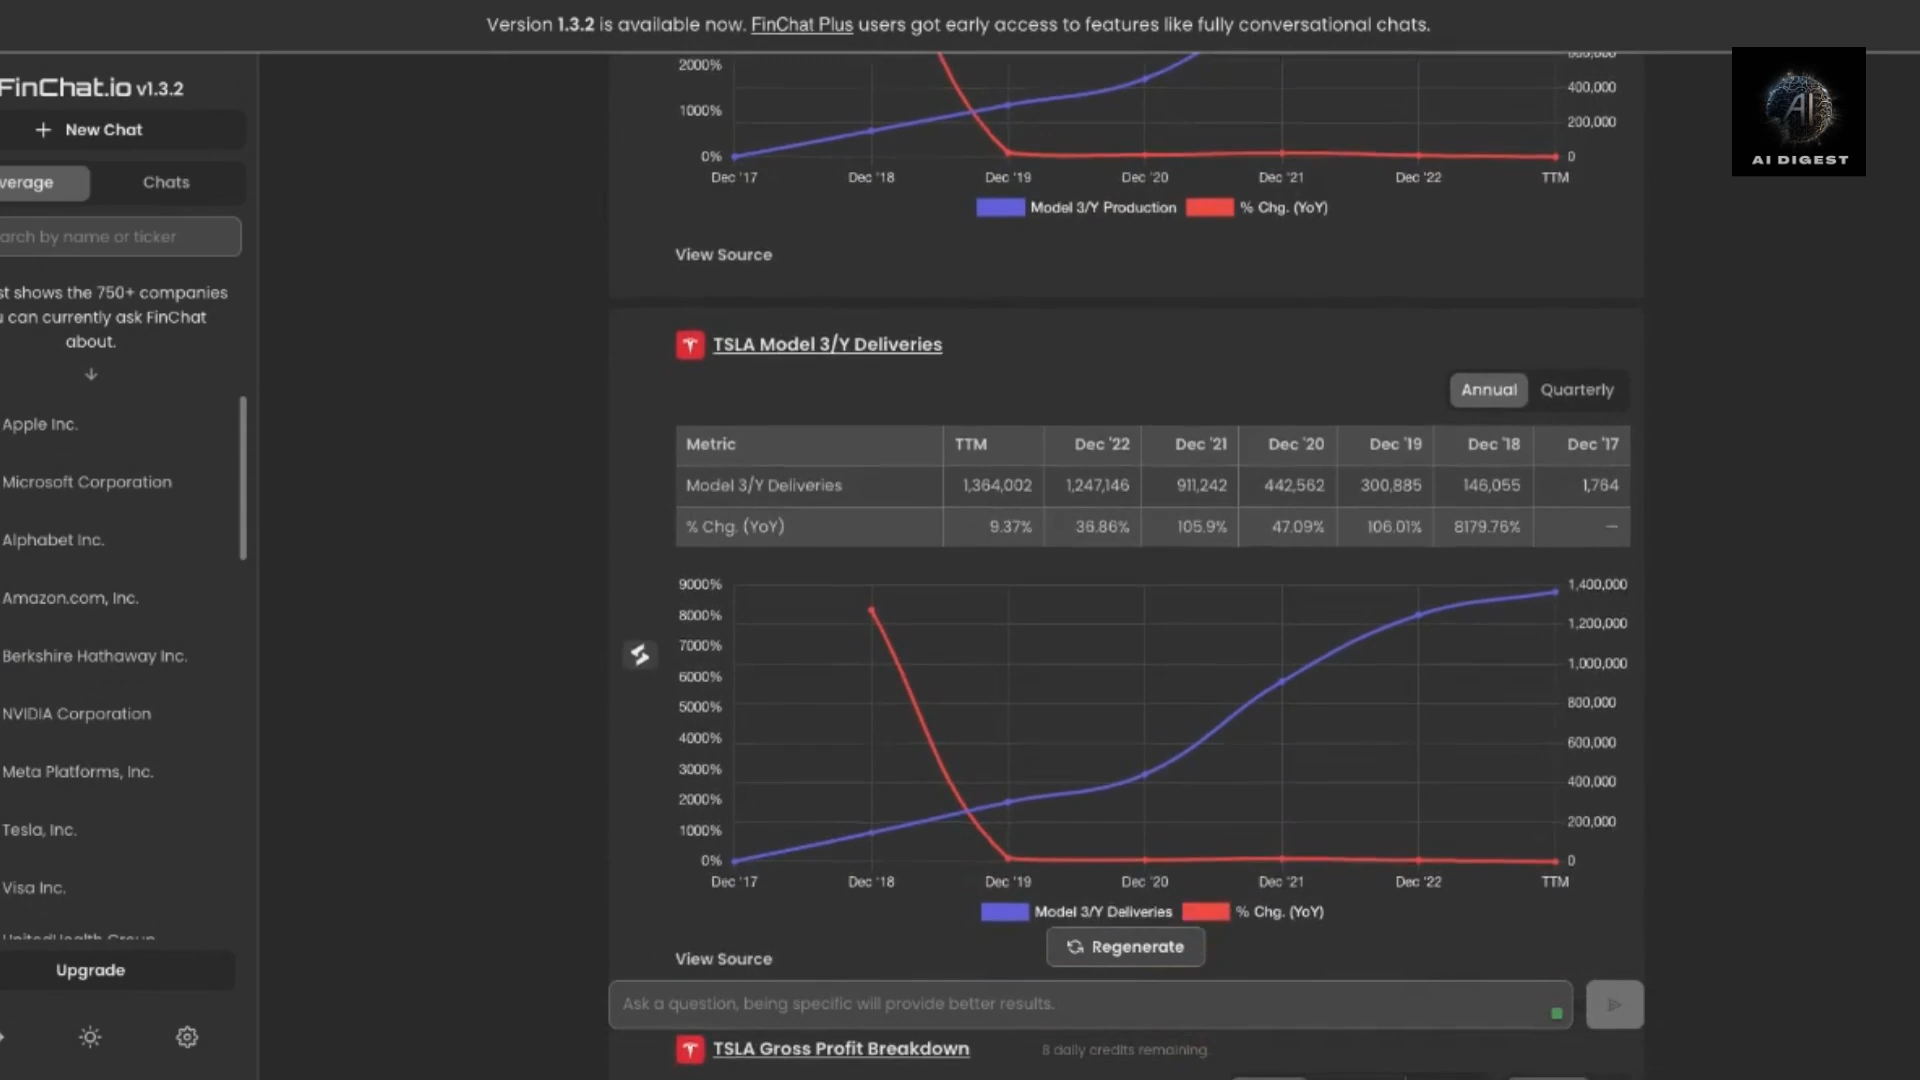 Version 1.3.2 is available now. FinChat Plus users got early access to features like fully conversational chats.
FinChat.io v1.3.2
+ New Chat
verage
Chats
arch by name or ticker
st shows the 750+ companies
can currently ask FinChat
about.
Apple Inc.
Microsoft Corporation
Alphabet Inc.
Amazon.com, Inc.
Berkshire Hathaway Inc.
NVIDIA Corporation
Meta Platforms, Inc.
Tesla, Inc.
Visa Inc.
UnitedHealth Group
Upgrade
2000%
1000%
0%
400,000
200,000
0
Dec '17 Dec '18 Dec '19 Dec '20 Dec '21 Dec '22 TTM
Model 3/Y Production % Chg. (YoY)
View Source
TSLA Model 3/Y Deliveries
Annual Quarterly
Metric TTM Dec '22 Dec '21 Dec '20 Dec '19 Dec '18 Dec '17
Model 3/Y Deliveries 1,364,002 1,247,146 911,242 442,562 300,885 146,055 1,764
% Chg. (YoY) 9.37% 36.86% 105.9% 47.09% 106.01% 8179.76% —
9000%
8000%
7000%
6000%
5000%
4000%
3000%
2000%
1000%
0%
1,400,000
1,200,000
1,000,000
800,000
600,000
400,000
200,000
0
Dec '17 Dec '18 Dec '19 Dec '20 Dec '21 Dec '22 TTM
Model 3/Y Deliveries % Chg. (YoY)
Regenerate
View Source
Ask a question, being specific will provide better results.
TSLA Gross Profit Breakdown
8 daily credits remaining.
AI
AI DIGEST